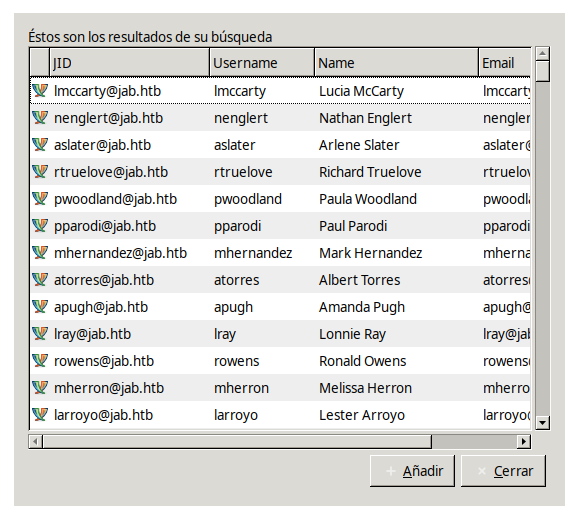 Éstos son los resultados de su búsqueda
JID Username Name Email
lmccarty@jab.htb lmccarty Lucia McCarty lmccarty
nenglert@jab.htb nenglert Nathan Englert nengler
aslater@jab.htb aslater Arlene Slater aslater@
rtruelove@jab.htb rtruelove Richard Truelove rtruelov
pwoodland@jab.htb pwoodland Paula Woodland pwoodl
pparodi@jab.htb pparodi Paul Parodi pparodi
mhernandez@jab.htb mhernandez Mark Hernandez mherna
atorres@jab.htb atorres Albert Torres atorres
apugh@jab.htb apugh Amanda Pugh apugh@
lray@jab.htb lray Lonnie Ray lray@ja
rowens@jab.htb rowens Ronald Owens rowens
mherron@jab.htb mherron Melissa Herron mherro
larroyo@jab.htb larroyo Lester Arroyo larroyo
Añadir Cerrar